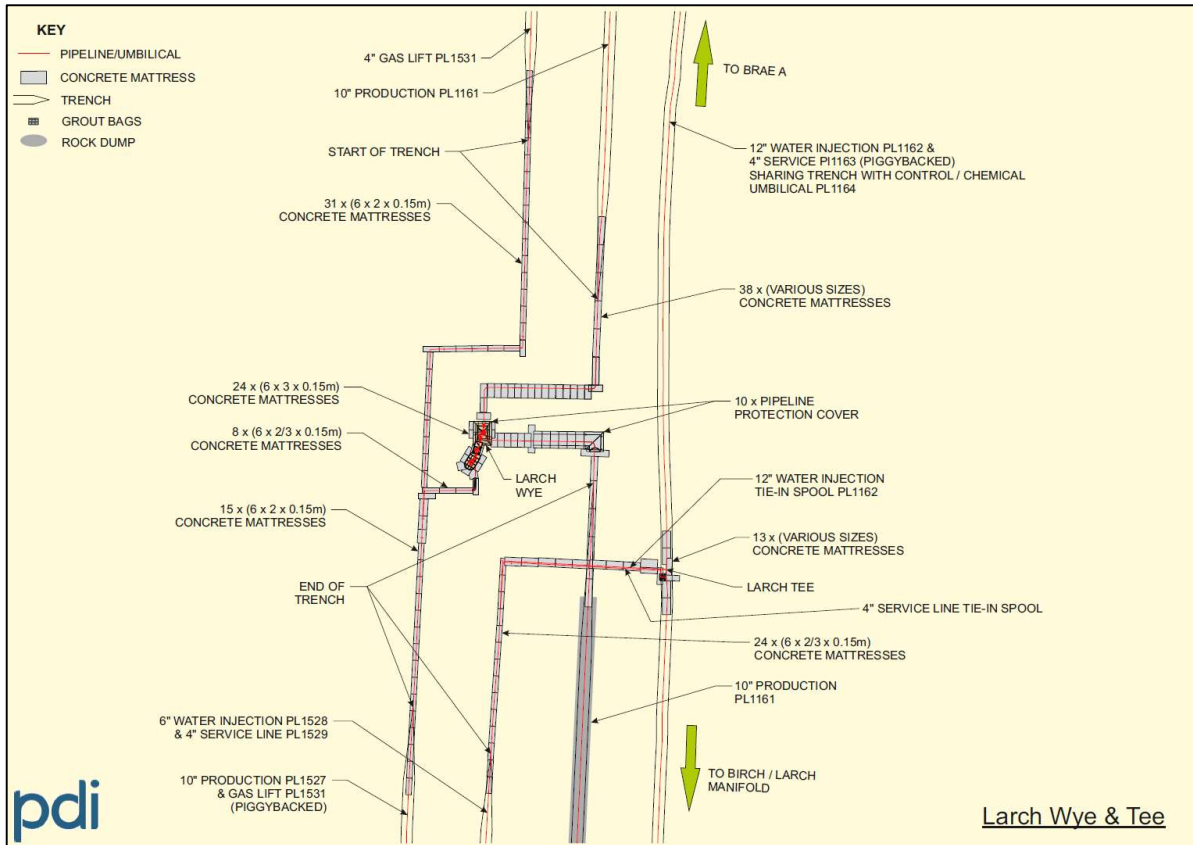 KEY
PIPELINE/UMBILICAL
CONCRETE MATTRESS
TRENCH
GROUT BAGS
ROCK DUMP
4" GAS LIFT PL1531
10" PRODUCTION PL1161
START OF TRENCH
31 x (6 x 2 x 0.15m)
CONCRETE MATTRESSES
24 x (6 x 3 x 0.15m)
CONCRETE MATTRESSES
8 x (6 x 2/3 x 0.15m)
CONCRETE MATTRESSES
15 x (6 x 2 x 0.15m)
CONCRETE MATTRESSES
END OF
TRENCH
6" WATER INJECTION PL1528
& 4" SERVICE LINE PL1529
10" PRODUCTION PL1527
& GAS LIFT PL1531
(PIGGYBACKED)
LARCH
WYE
TO BRAE A
12" WATER INJECTION PL1162 &
4" SERVICE Pl1163 (PIGGYBACKED)
SHARING TRENCH WITH CONTROL / CHEMICAL
UMBILICAL PL1164
38 x (VARIOUS SIZES)
CONCRETE MATTRESSES
10 x PIPELINE
PROTECTION COVER
12" WATER INJECTION
TIE-IN SPOOL PL1162
13 x (VARIOUS SIZES)
CONCRETE MATTRESSES
LARCH TEE
4" SERVICE LINE TIE-IN SPOOL
24 x (6 x 2/3 x 0.15m)
CONCRETE MATTRESSES
10" PRODUCTION
PL1161
TO BIRCH / LARCH
MANIFOLD
pdi
Larch Wye & Tee